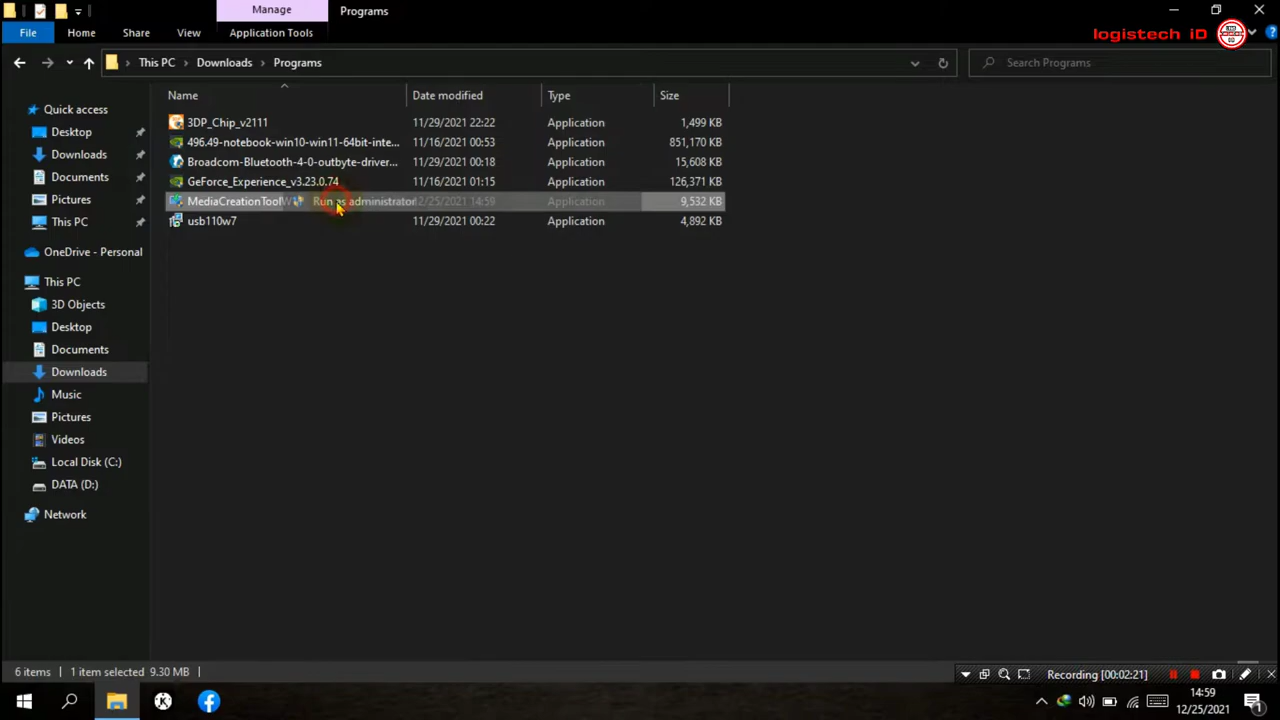 Manage
Programs
File
Home
Share
View
Application Tools
logistech iD
This PC
Downloads
Programs
Search Programs
Name
Date modified
Type
Size
Quick access
Desktop
Downloads
Documents
Pictures
This PC
OneDrive - Personal
This PC
3D Objects
Desktop
Documents
Downloads
Music
Pictures
Videos
Local Disk (C:)
DATA (D:)
Network
3DP_Chip_v2111 11/29/2021 22:22 Application 1,499 KB
496.49-notebook-win10-win11-64bit-inte... 11/16/2021 00:53 Application 851,170 KB
Broadcom-Bluetooth-4-0-outbyte-driver... 11/29/2021 00:18 Application 15,608 KB
GeForce_Experience_v3.23.0.74 11/16/2021 01:15 Application 126,371 KB
MediaCreationToolW Run as administrator 12/25/2021 14:59 Application 9,532 KB
usb110w7 11/29/2021 00:22 Application 4,892 KB
6 items 1 item selected 9.30 MB
Recording [00:02:21]
14:59
12/25/2021
1